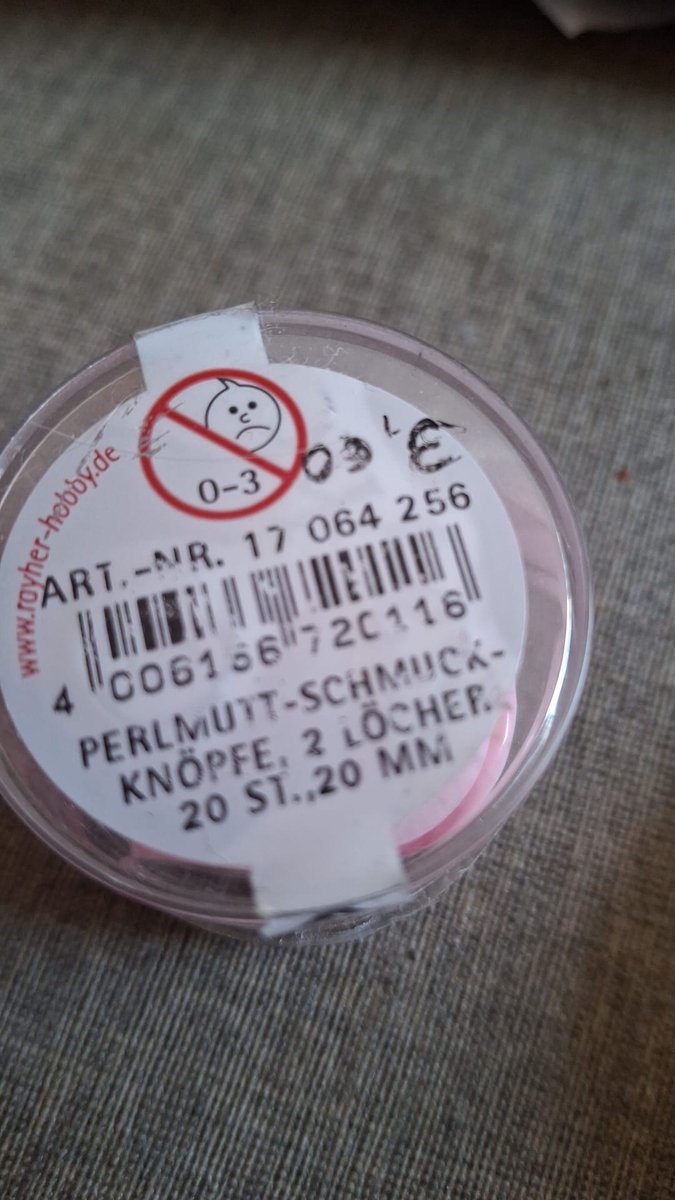 www.rayher-hobby.de
0-3
ART.-NR. 17 064 256
4 006166 720116
PERLMUTT-SCHMUCK-
KNÖPFE, 2 LÖCHER,
20 ST.,20 MM